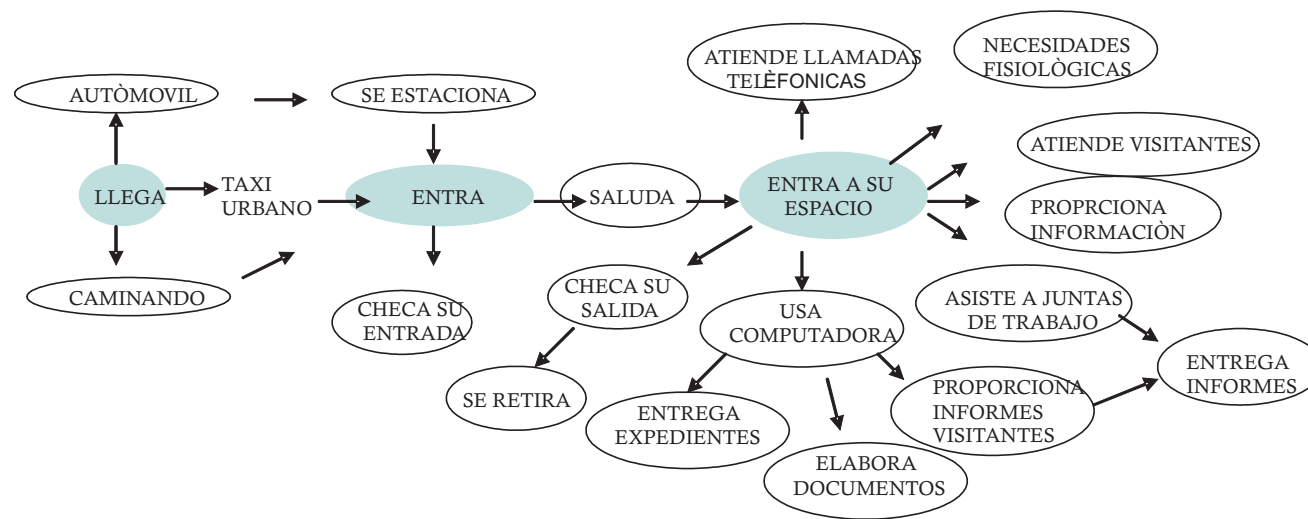 ATIENDE LLAMADAS
TELÈFONICAS
NECESIDADES
FISIOLÒGICAS
AUTÒMOVIL
SE ESTACIONA
ATIENDE VISITANTES
LLEGA
TAXI
URBANO
ENTRA
SALUDA
ENTRA A SU
ESPACIO
PROPRCIONA
INFORMACIÒN
CAMINANDO
CHECA SU
ENTRADA
CHECA SU
SALIDA
USA
COMPUTADORA
ASISTE A JUNTAS
DE TRABAJO
ENTREGA
INFORMES
SE RETIRA
ENTREGA
EXPEDIENTES
PROPORCIONA
INFORMES
VISITANTES
ELABORA
DOCUMENTOS